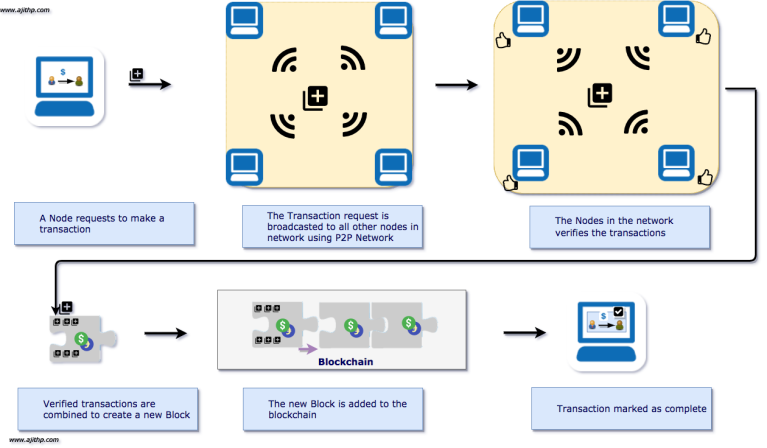 www.ajithp.com
$
A Node requests to make a
transaction
The Transaction request is
broadcasted to all other nodes in
network using P2P Network
The Nodes in the network
verifies the transactions
$
$
$
$
Blockchain
$
Verified transactions are
combined to create a new Block
The new Block is added to the
blockchain
Transaction marked as complete
www.ajithp.com